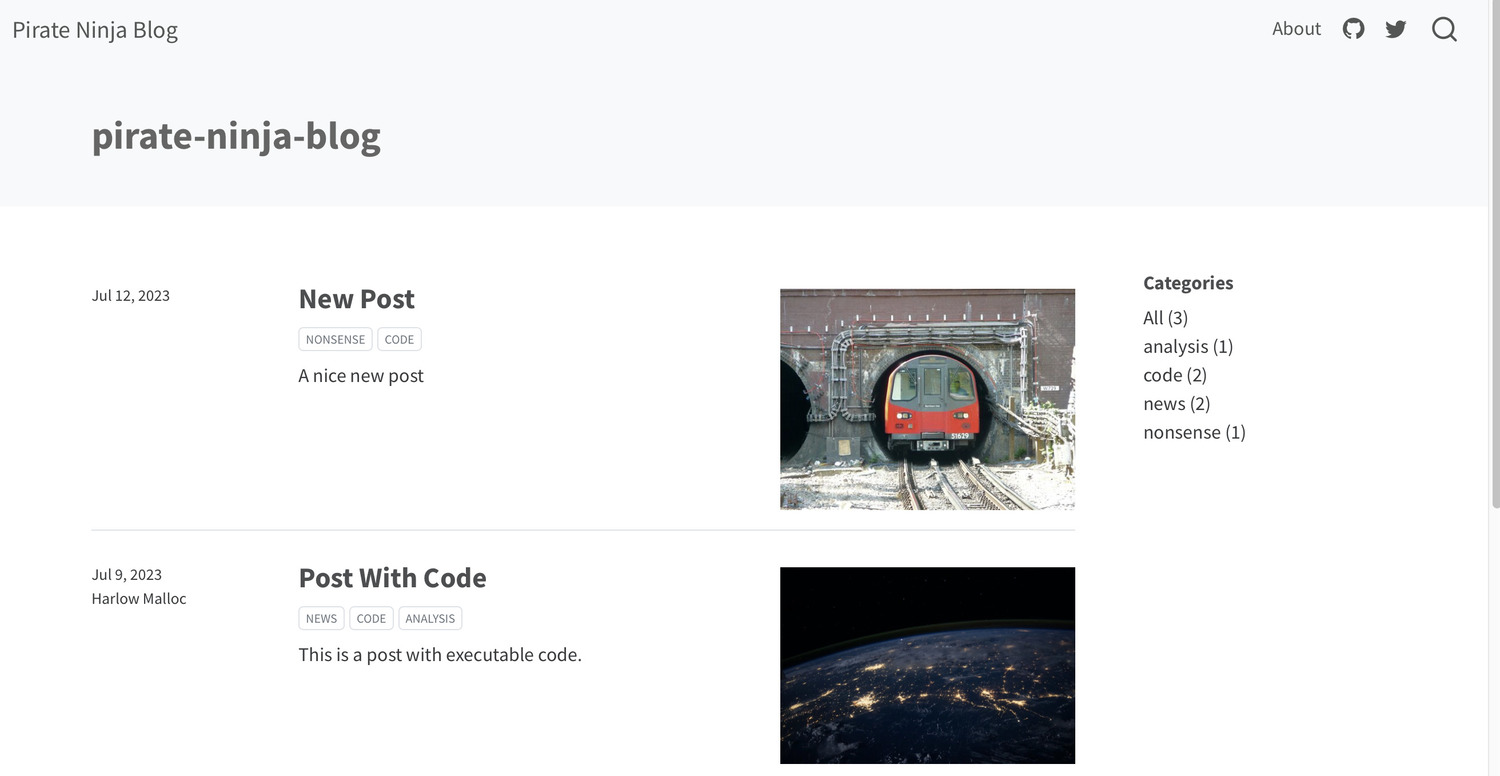 Pirate Ninja Blog
About
pirate-ninja-blog
Jul 12, 2023
New Post
NONSENSE CODE
A nice new post
51629
Categories
All (3)
analysis (1)
code (2)
news (2)
nonsense (1)
Jul 9, 2023
Harlow Malloc
Post With Code
NEWS CODE ANALYSIS
This is a post with executable code.